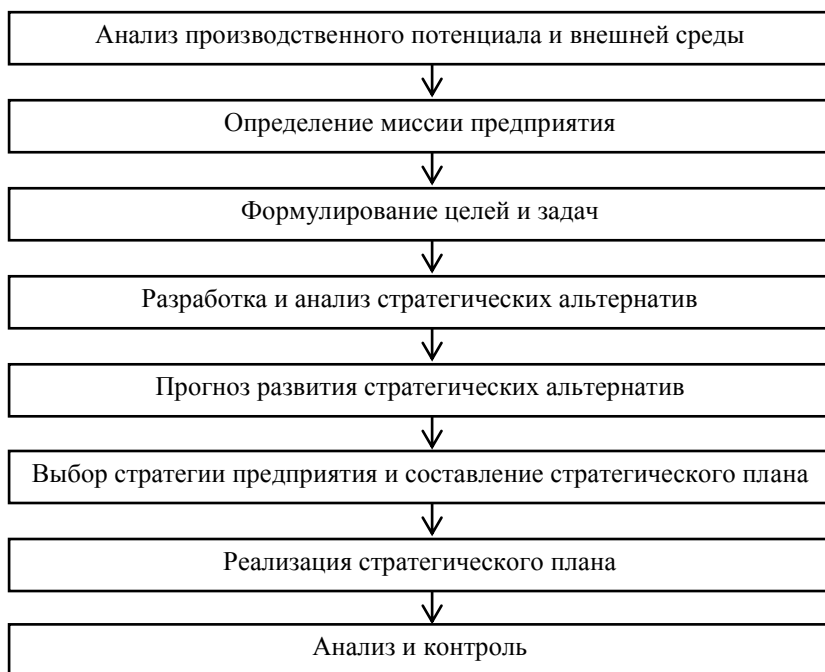 Анализ производственного потенциала и внешней среды
Определение миссии предприятия
Формулирование целей и задач
Разработка и анализ стратегических альтернатив
Прогноз развития стратегических альтернатив
Выбор стратегии предприятия и составление стратегического плана
Реализация стратегического плана
Анализ и контроль